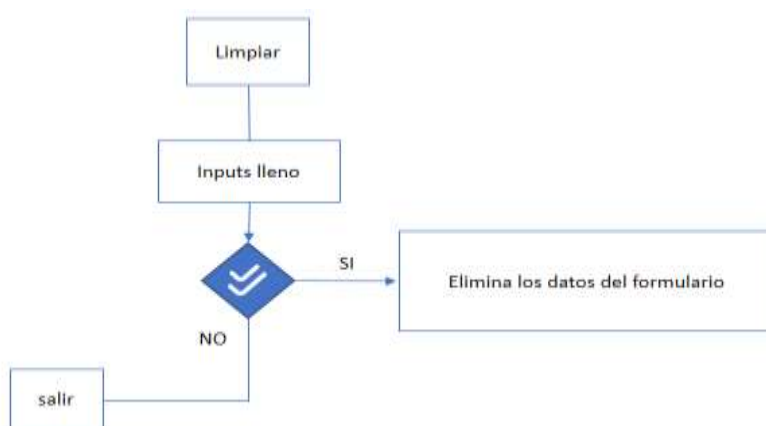 Limpiar
Inputs lleno
SI
Elimina los datos del formulario
NO
salir